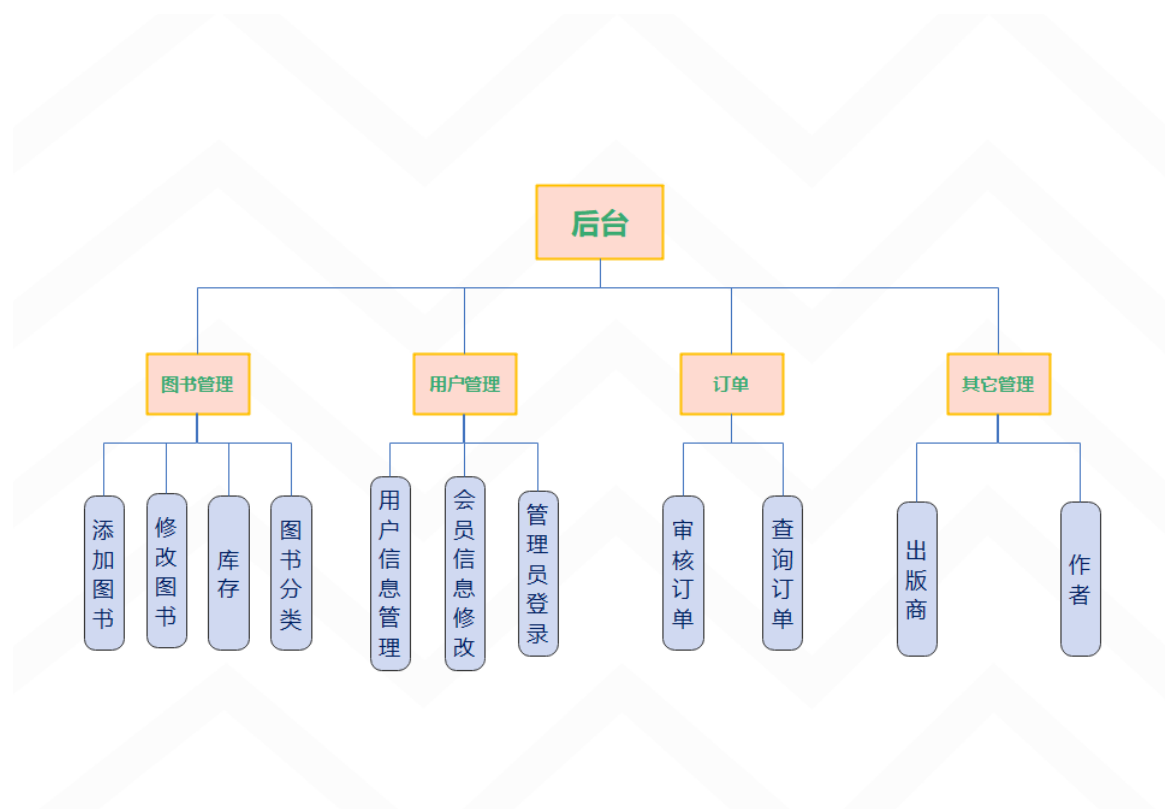 后台
图书管理
用户管理
订单
其它管理
添加图书
修改图书
库存
图书分类
用户信息管理
会员信息修改
管理员登录
审核订单
查询订单
出版商
作者